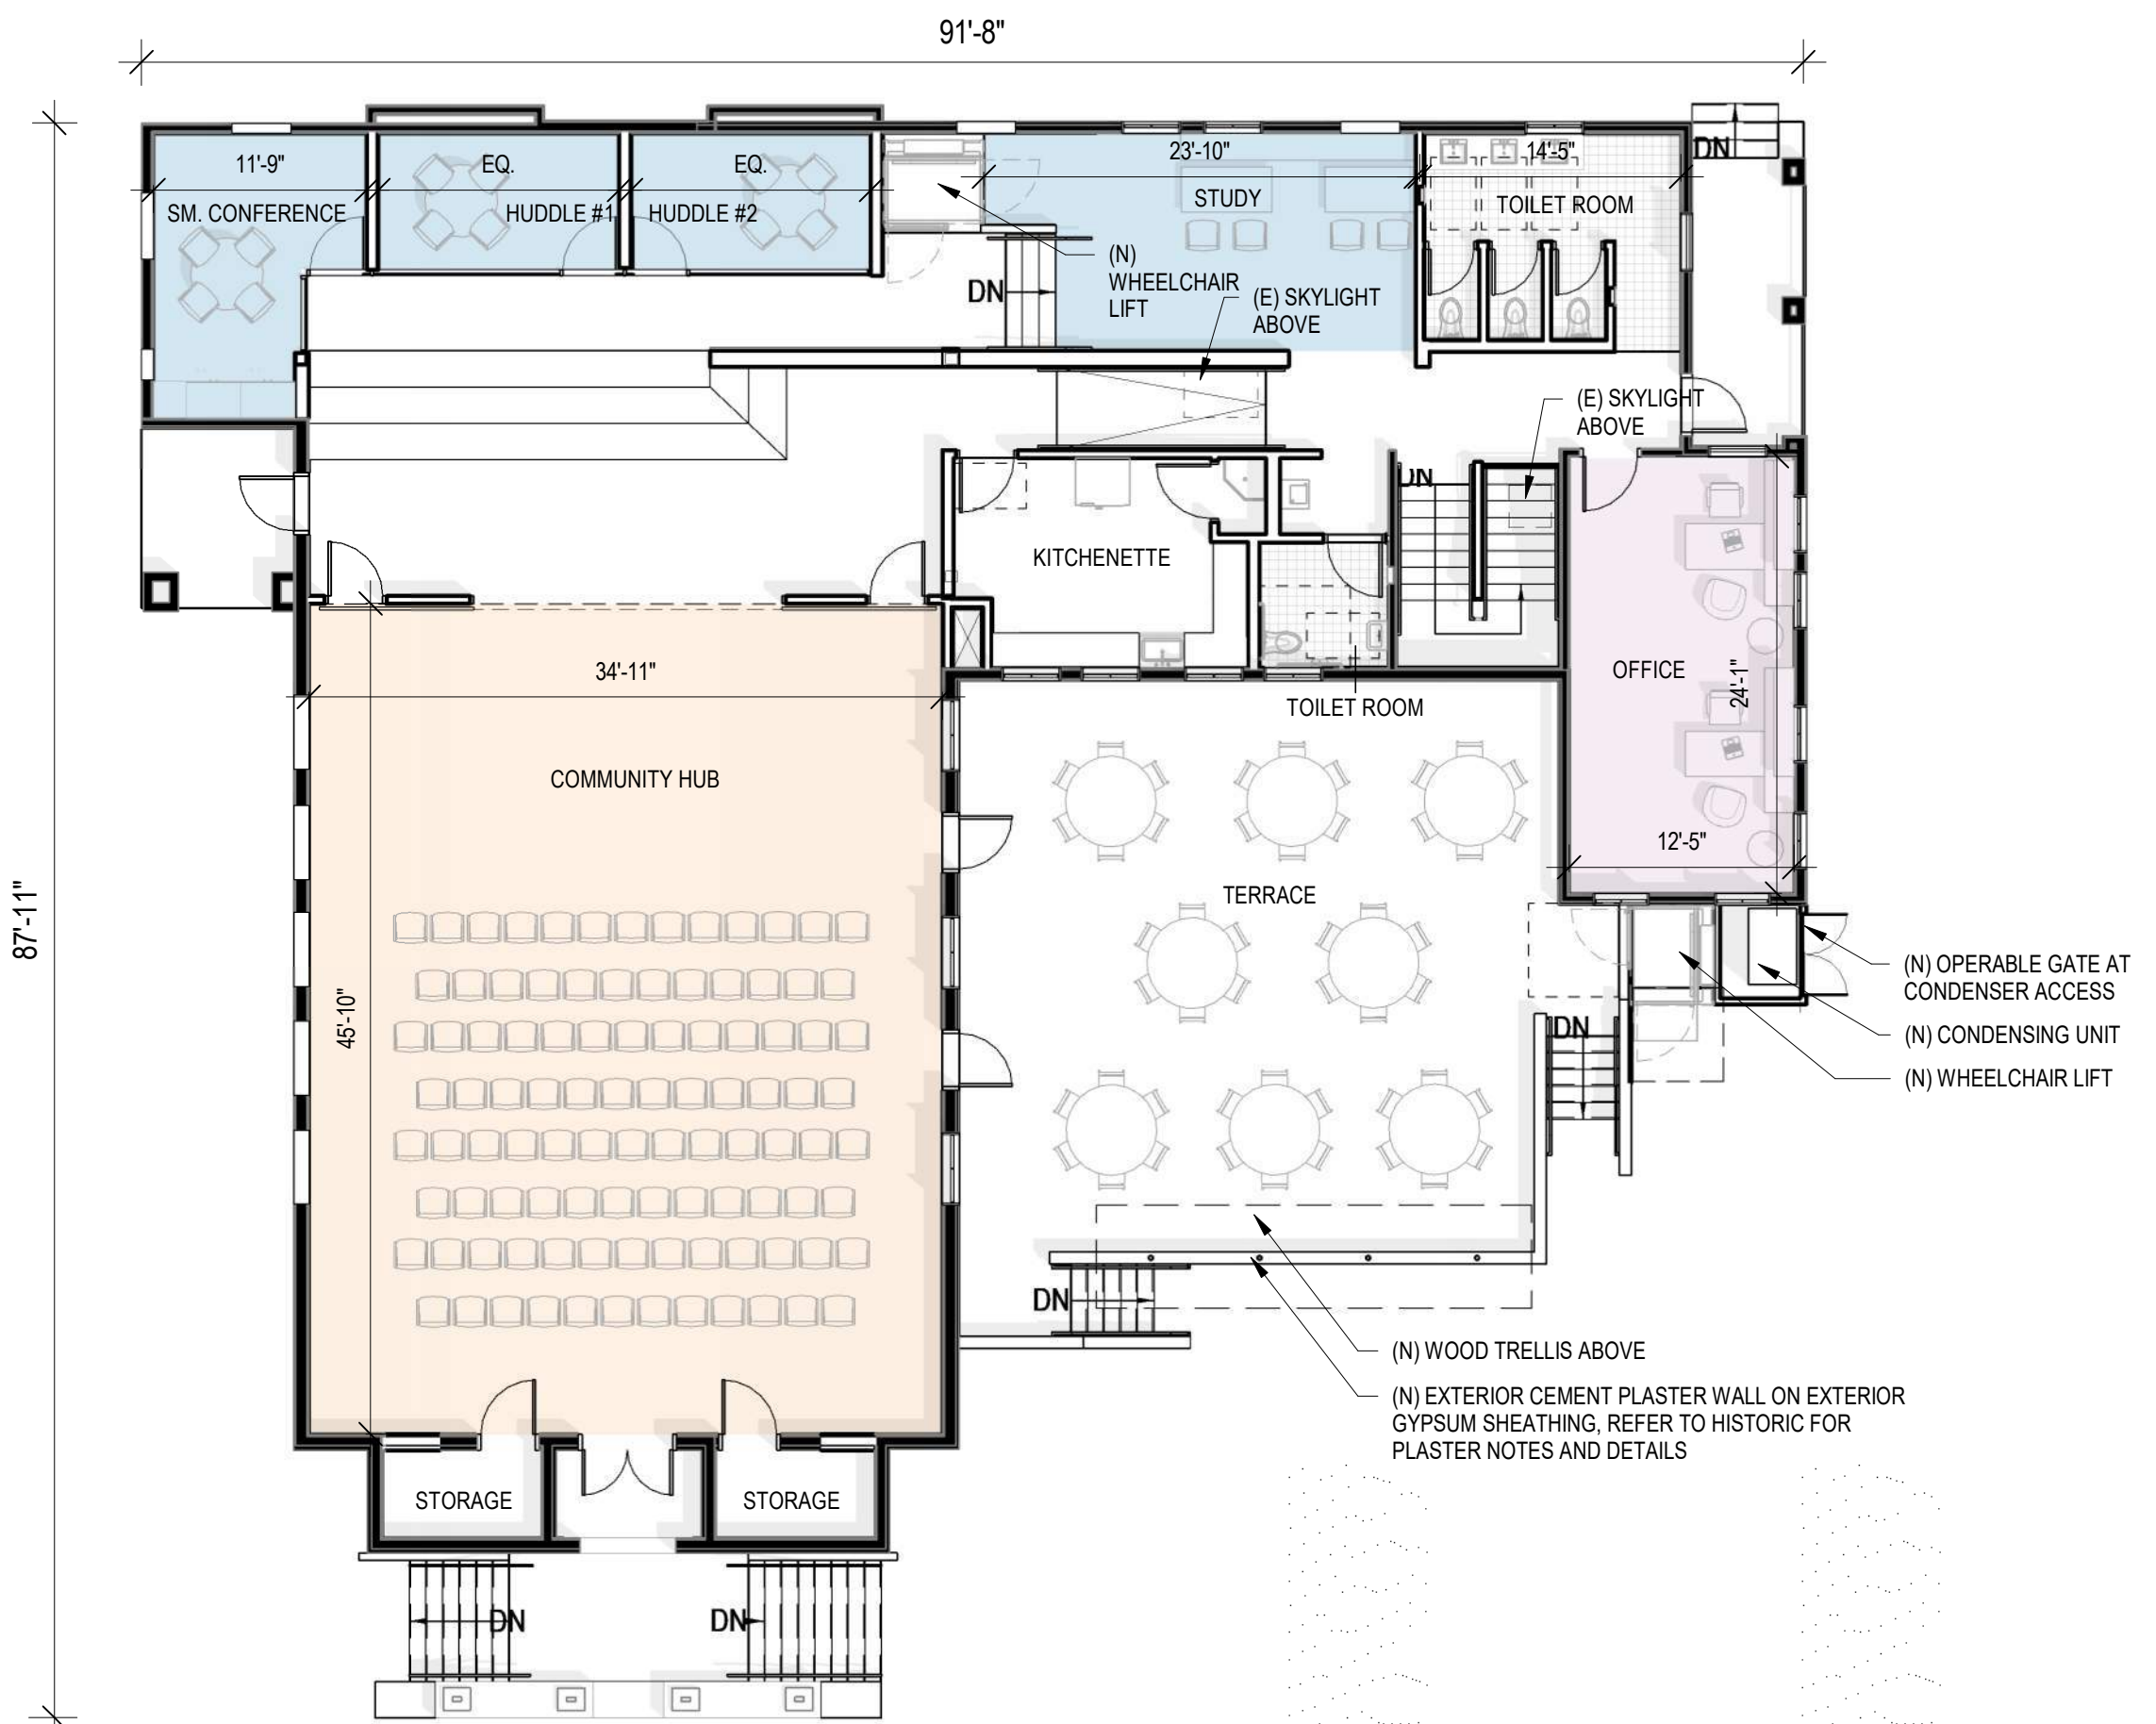 91'-8"
87'-11"
11'-9"
EQ.
EQ.
23'-10"
14'-5"
DN
SM. CONFERENCE
HUDDLE #1
HUDDLE #2
STUDY
TOILET ROOM
(N)
WHEELCHAIR
LIFT
DN
(E) SKYLIGHT
ABOVE
(E) SKYLIGHT
ABOVE
DN
KITCHENETTE
34'-11"
OFFICE
24'-1"
TOILET ROOM
COMMUNITY HUB
12'-5"
TERRACE
45'-10"
(N) OPERABLE GATE AT
CONDENSER ACCESS
DN
(N) CONDENSING UNIT
(N) WHEELCHAIR LIFT
DN
(N) WOOD TRELLIS ABOVE
(N) EXTERIOR CEMENT PLASTER WALL ON EXTERIOR
GYPSUM SHEATHING, REFER TO HISTORIC FOR
PLASTER NOTES AND DETAILS
STORAGE
STORAGE
DN
DN